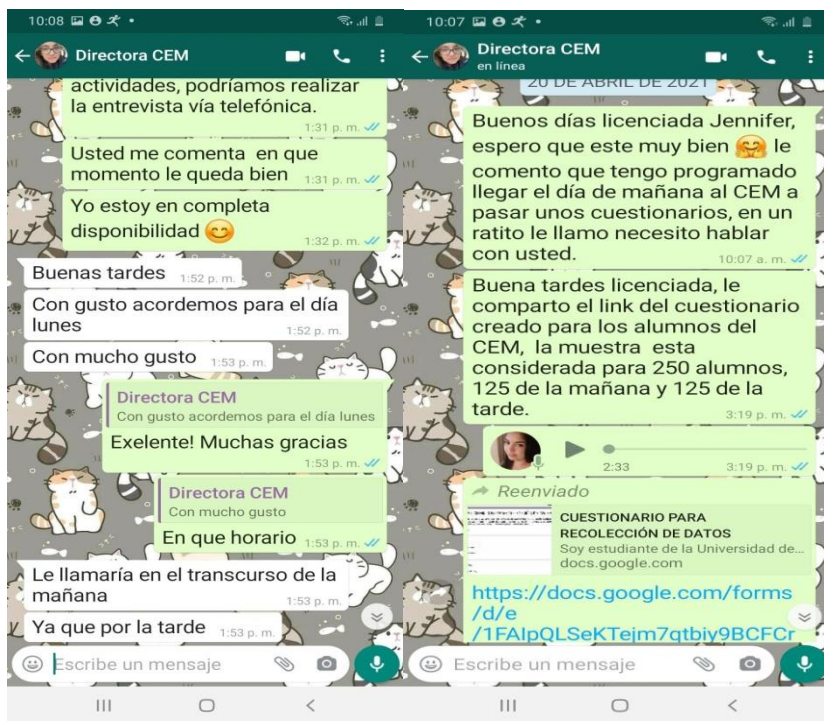 10:08
Directora CEM
actividades, podríamos realizar
la entrevista vía telefónica.
1:31 p. m.
Usted me comenta en que
momento le queda bien
1:31 p. m.
Yo estoy en completa
disponibilidad
1:32 p. m.
Buenas tardes
1:52 p. m.
Con gusto acordemos para el día
lunes
1:52 p. m.
Con mucho gusto
1:53 p. m.
Directora CEM
Con gusto acordemos para el día lunes
Exelente! Muchas gracias
1:53 p. m.
Directora CEM
Con mucho gusto
En que horario
1:53 p. m.
Le llamaría en el transcurso de la
mañana
1:53 p. m.
Ya que por la tarde
1:53 p. m.
Escribe un mensaje
10:07
Directora CEM
en línea
20 DE ABRIL DE 2021
Buenos días licenciada Jennifer,
espero que este muy bien le
comento que tengo programado
llegar el día de mañana al CEM a
pasar unos cuestionarios, en un
ratito le llamo necesito hablar
con usted.
10:07 a. m.
Buena tardes licenciada, le
comparto el link del cuestionario
creado para los alumnos del
CEM, la muestra esta
considerada para 250 alumnos,
125 de la mañana y 125 de la
tarde.
3:19 p. m.
2:33
3:19 p. m.
Reenviado
CUESTIONARIO PARA
RECOLECCIÓN DE DATOS
Soy estudiante de la Universidad de...
docs.google.com
https://docs.google.com/forms
/d/e
/1FAIpQLSeKTejm7qtbiy9BCFCr
Escribe un mensaje